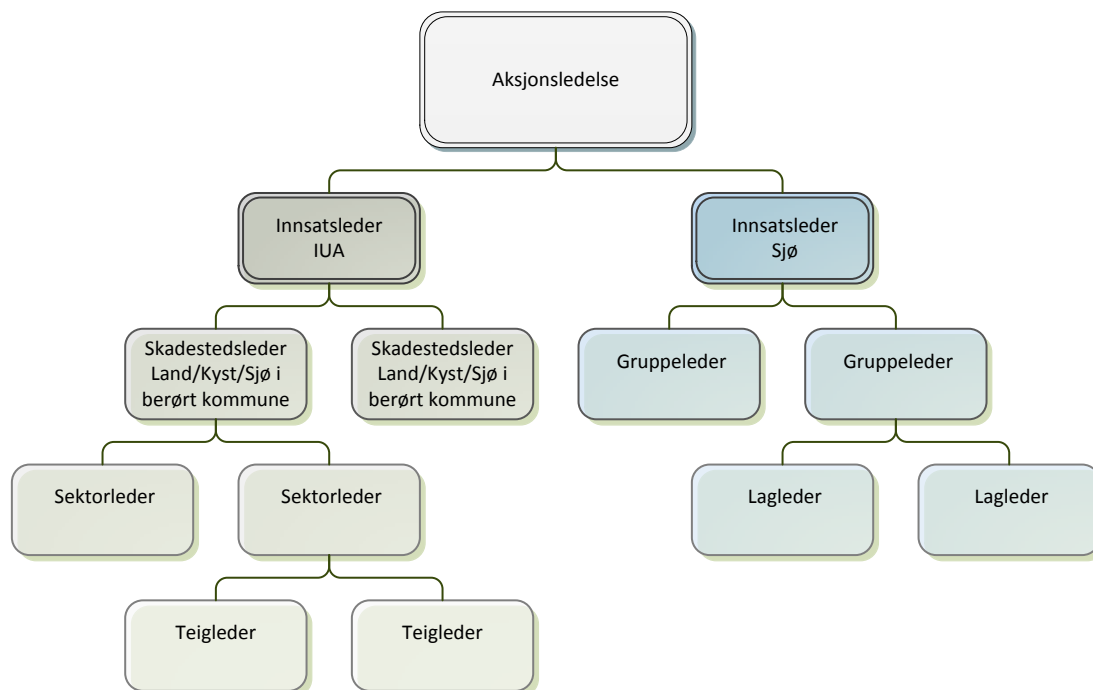 Aksjonsledelse
Innsatsleder
IUA
Innsatsleder
Sjø
Skadestedsleder
Land/Kyst/Sjø i
berørt kommune
Skadestedsleder
Land/Kyst/Sjø i
berørt kommune
Gruppeleder
Gruppeleder
Sektorleder
Sektorleder
Lagleder
Lagleder
Teigleder
Teigleder